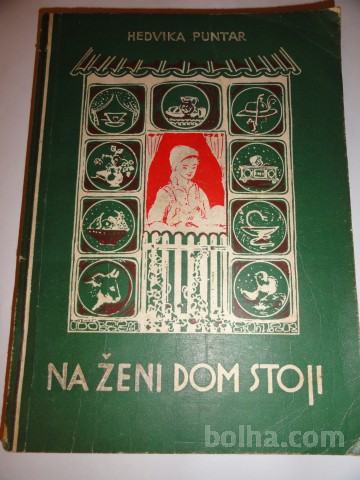 HEDVIKA PUNTAR
NA ŽENI DOM STOJI
bolha.com